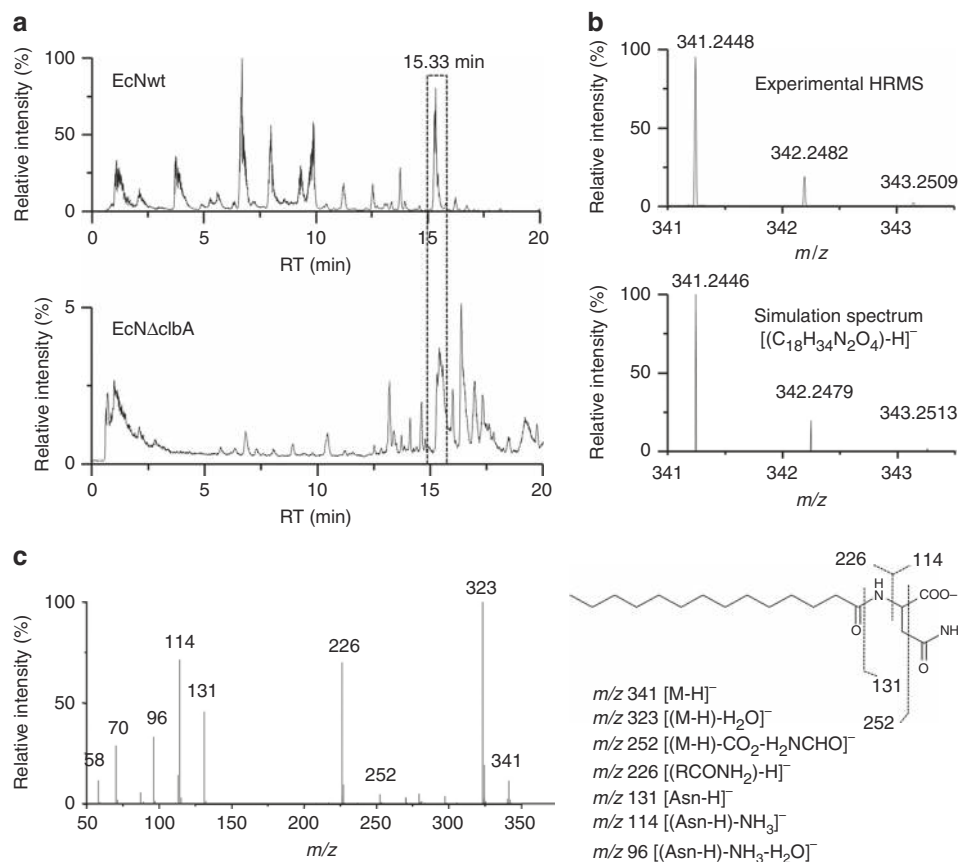 a
15.33 min
EcNwt
Relative intensity (%)
100
50
0
0 5 10 15 20
RT (min)
EcNΔclbA
Relative intensity (%)
5
0
0 5 10 15 20
RT (min)
b
341.2448
Experimental HRMS
342.2482
343.2509
Relative intensity (%)
100
50
0
341 342 343
m/z
341.2446
Simulation spectrum
[(C18H34N2O4)-H]−
342.2479
343.2513
Relative intensity (%)
100
50
0
341 342 343
m/z
c
323
114
226
131
96
70
58
252
341
Relative intensity (%)
100
50
0
50 100 150 200 250 300 350
m/z
226 114
H
N
COO–
O
NH
O
131
252
m/z 341 [M-H]−
m/z 323 [(M-H)-H2O]−
m/z 252 [(M-H)-CO2-H2NCHO]−
m/z 226 [(RCONH2)-H]−
m/z 131 [Asn-H]−
m/z 114 [(Asn-H)-NH3]−
m/z 96 [(Asn-H)-NH3-H2O]−